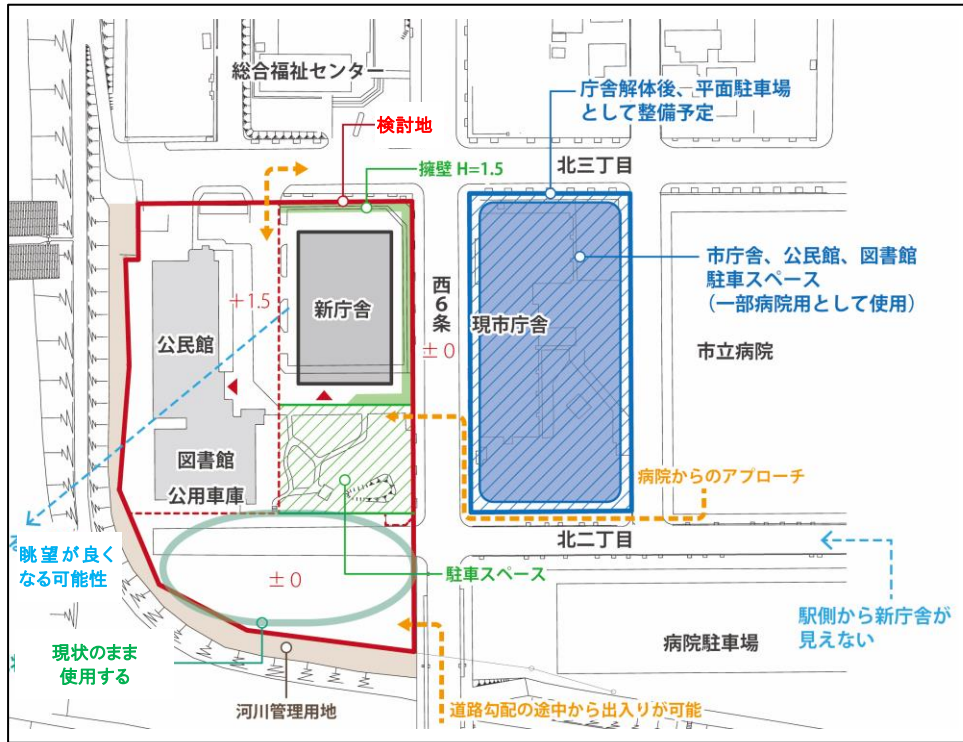 総合福祉センター
検討地
擁壁 H=1.5
庁舎解体後、平面駐車場
として整備予定
北三丁目
市庁舎、公民館、図書館
駐車スペース
（一部病院用として使用）
西6条
+1.5
新庁舎
±0
現市庁舎
公民館
市立病院
図書館
公用車庫
病院からのアプローチ
北二丁目
眺望が良く
なる可能性
±0
駐車スペース
駅側から新庁舎が
見えない
現状のまま
使用する
病院駐車場
河川管理用地
道路勾配の途中から出入りが可能